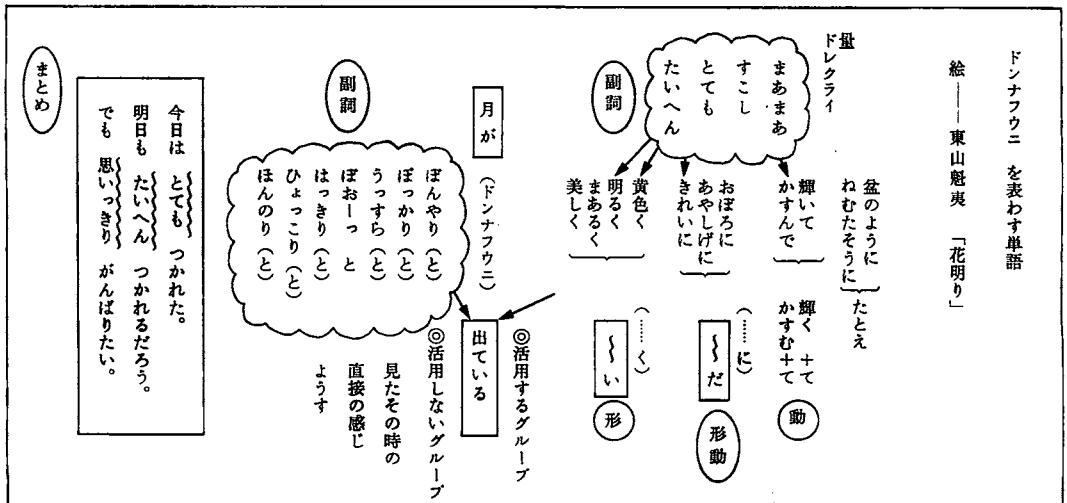 ドンナフウニ を表わす単語
絵――東山魁夷 「花明り」
盆のように
ねむたそうに
たとえ
輝いて
かすんで
輝く+て
かすむ+て
動
おぼろに
あやしげに
きれいに
(……に)
~だ
形動
黄色く
明るく
まあるく
美しく
(……く)
~い
形
量
ドレクライ
まあまあ
すこし
とても
たいへん
副詞
◎活用するグループ
月が
(ドンナフウニ)
出ている
◎活用しないグループ
見たその時の
直接の感じ
ようす
ぼんやり(と)
ぽっかり(と)
うっすら(と)
ぼおーっ と
はっきり(と)
ひょっこり(と)
ほんのり(と)
副詞
今日は とても つかれた。
明日も たいへん つかれるだろう。
でも 思いっきり がんばりたい。
まとめ